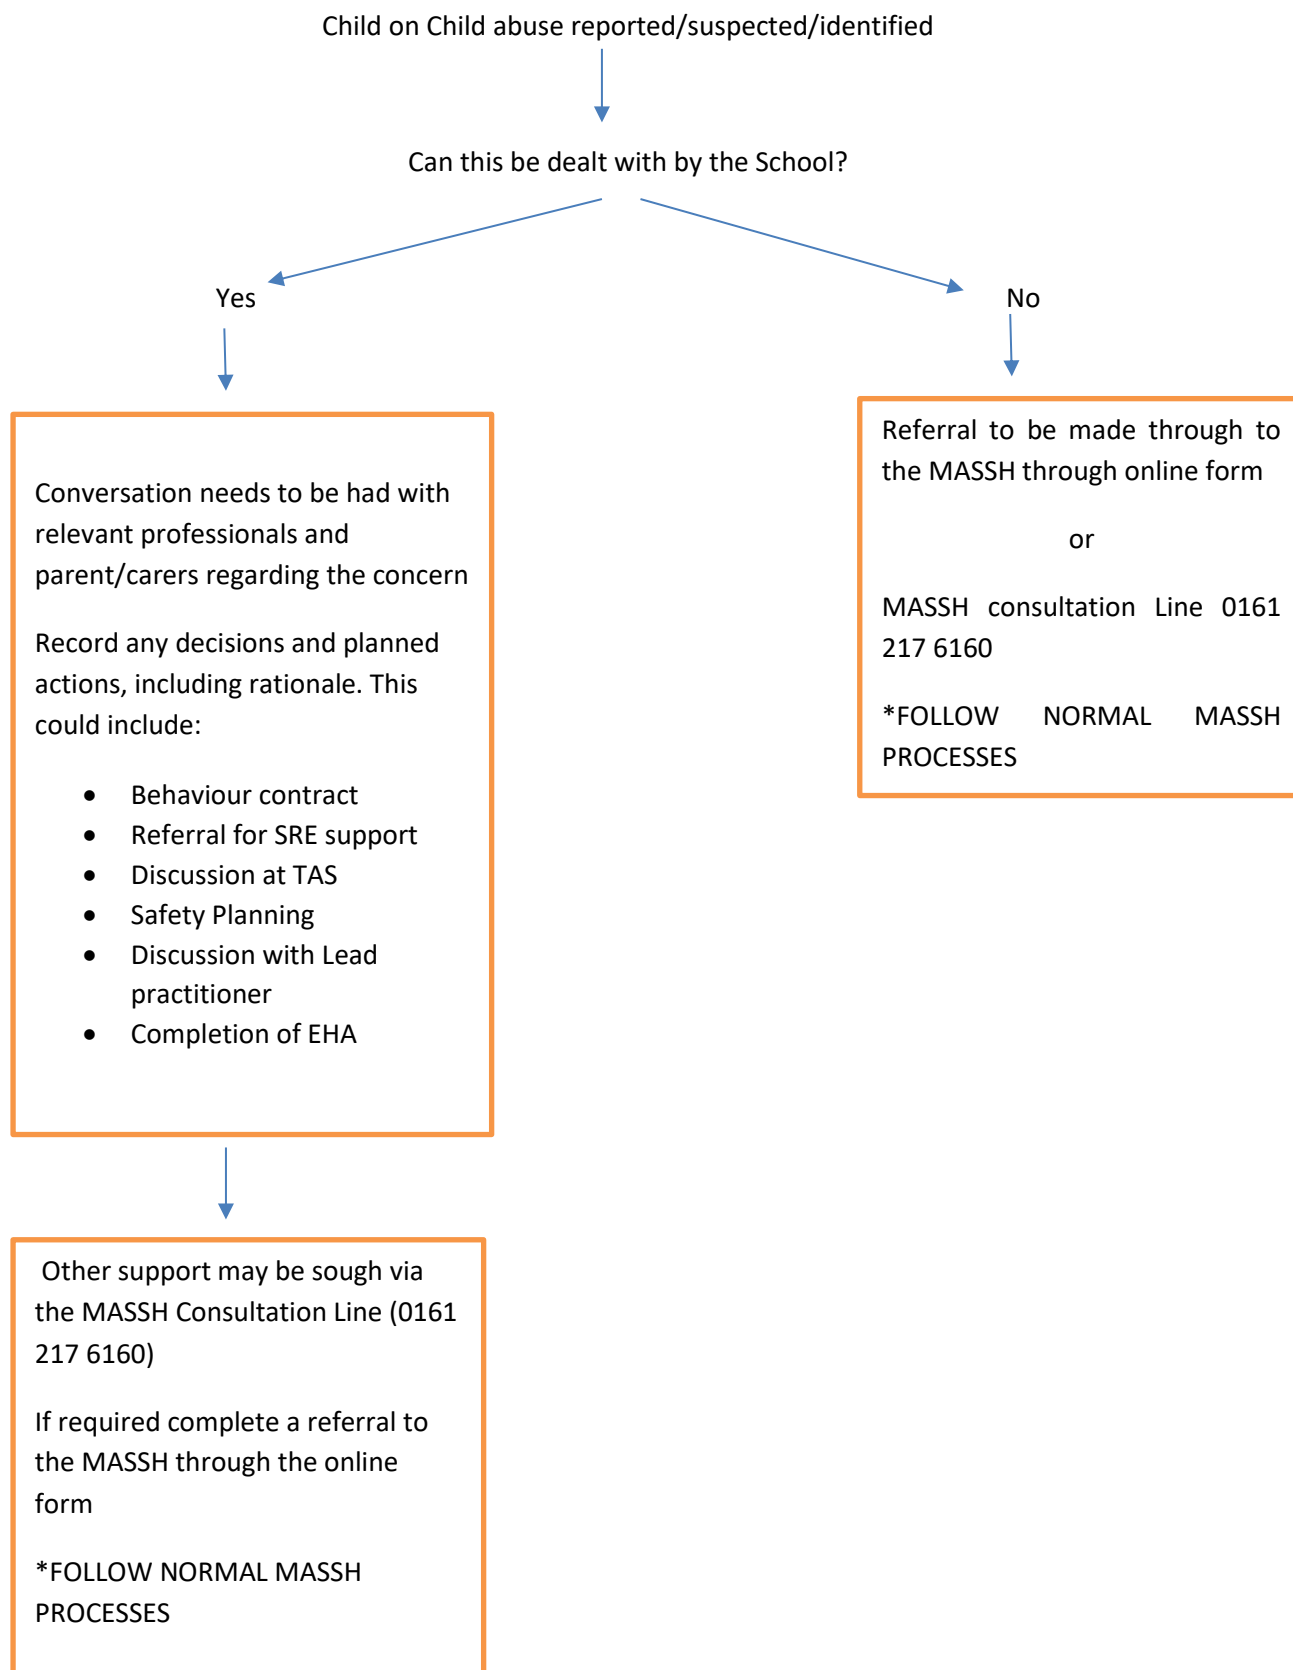 Child on Child abuse reported/suspected/identified
Can this be dealt with by the School?
Yes
No
Conversation needs to be had with
relevant professionals and
parent/carers regarding the concern
Record any decisions and planned
actions, including rationale. This
could include:
• Behaviour contract
• Referral for SRE support
• Discussion at TAS
• Safety Planning
• Discussion with Lead
practitioner
• Completion of EHA
Referral to be made through to
the MASSH through online form
or
MASSH consultation Line 0161
217 6160
*FOLLOW NORMAL MASSH
PROCESSES
Other support may be sough via
the MASSH Consultation Line (0161
217 6160)
If required complete a referral to
the MASSH through the online
form
*FOLLOW NORMAL MASSH
PROCESSES